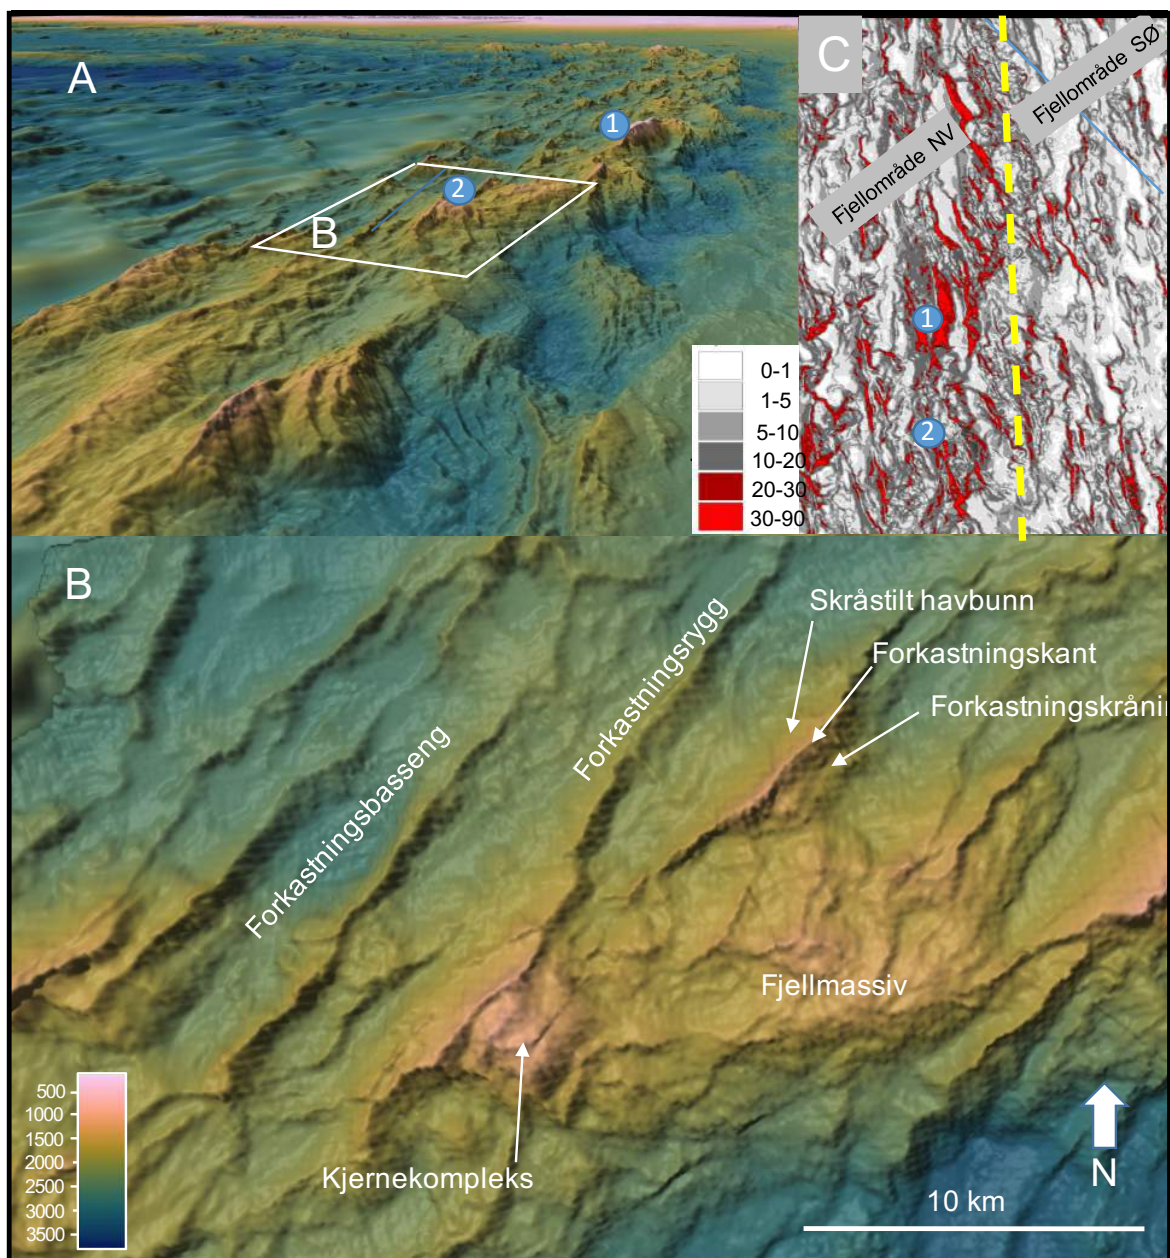 A
1
2
B
C
Fjellområde SØ
Fjellområde NV
1
2
0-1
1-5
5-10
10-20
20-30
30-90
B
Skråstilt havbunn
Forkastningskant
Forkastningskrånin
Forkastningsrygg
Forkastningsbasseng
Fjellmassiv
Kjernekompleks
500
1000
1500
2000
2500
3000
3500
N
10 km